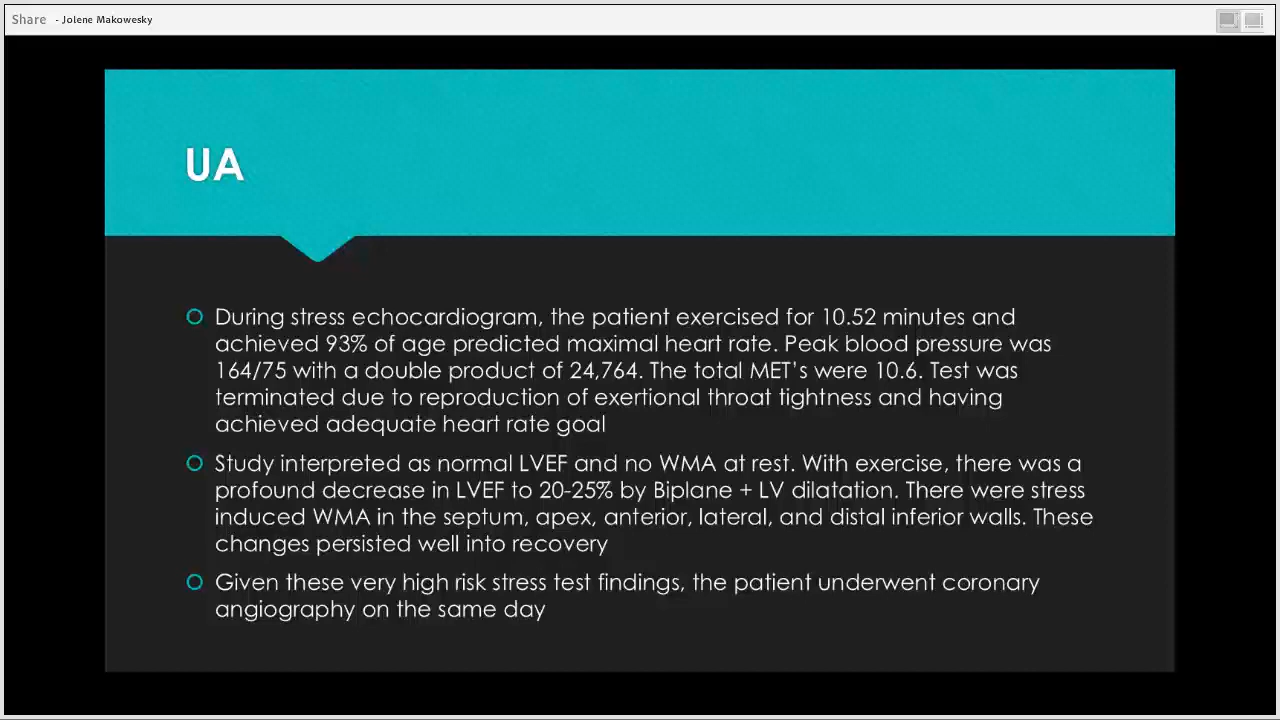 Share - Jolene Makowesky
UA
During stress echocardiogram, the patient exercised for 10.52 minutes and
achieved 93% of age predicted maximal heart rate. Peak blood pressure was
164/75 with a double product of 24,764. The total MET's were 10.6. Test was
terminated due to reproduction of exertional throat tightness and having
achieved adequate heart rate goal
Study interpreted as normal LVEF and no WMA at rest. With exercise, there was a
profound decrease in LVEF to 20-25% by Biplane + LV dilatation. There were stress
induced WMA in the septum, apex, anterior, lateral, and distal inferior walls. These
changes persisted well into recovery
Given these very high risk stress test findings, the patient underwent coronary
angiography on the same day